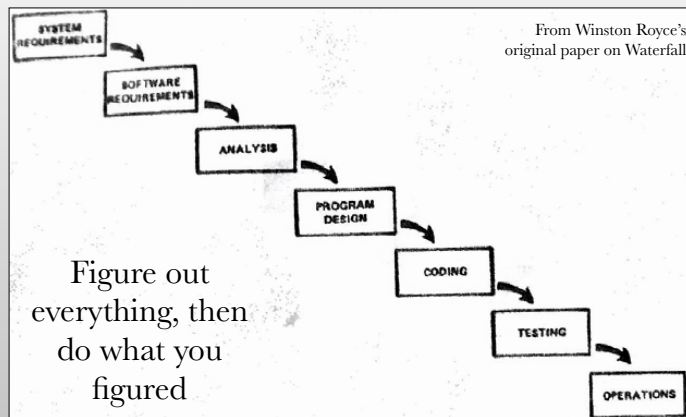 From Winston Royce's
original paper on Waterfall
SYSTEM
REQUIREMENTS
SOFTWARE
REQUIREMENTS
ANALYSIS
PROGRAM
DESIGN
CODING
TESTING
OPERATIONS
Figure out
everything, then
do what you
figured